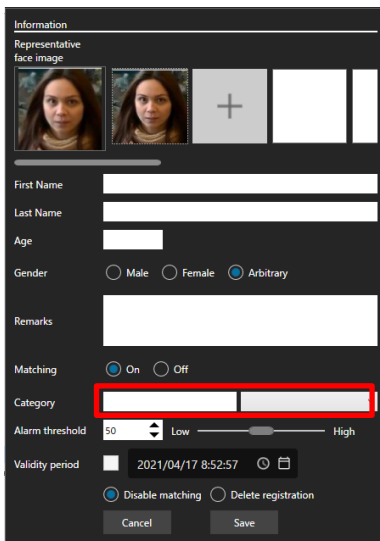 Information
Representative
face image
First Name
Last Name
Age
Gender Male Female Arbitrary
Remarks
Matching On Off
Category
Alarm threshold 50 Low High
Validity period 2021/04/17 8:52:57
Disable matching Delete registration
Cancel Save